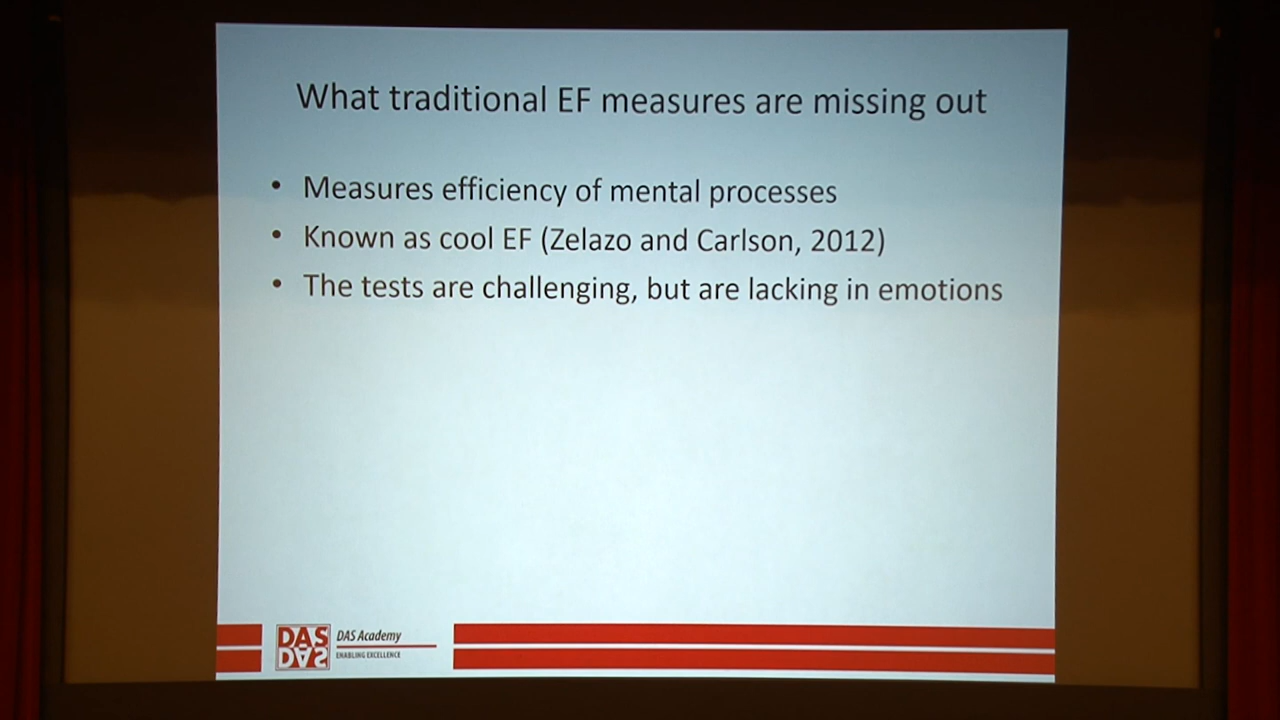 What traditional EF measures are missing out
• Measures efficiency of mental processes
• Known as cool EF (Zelazo and Carlson, 2012)
• The tests are challenging, but are lacking in emotions
DAS
DAS
DAS Academy
ENABLING EXCELLENCE